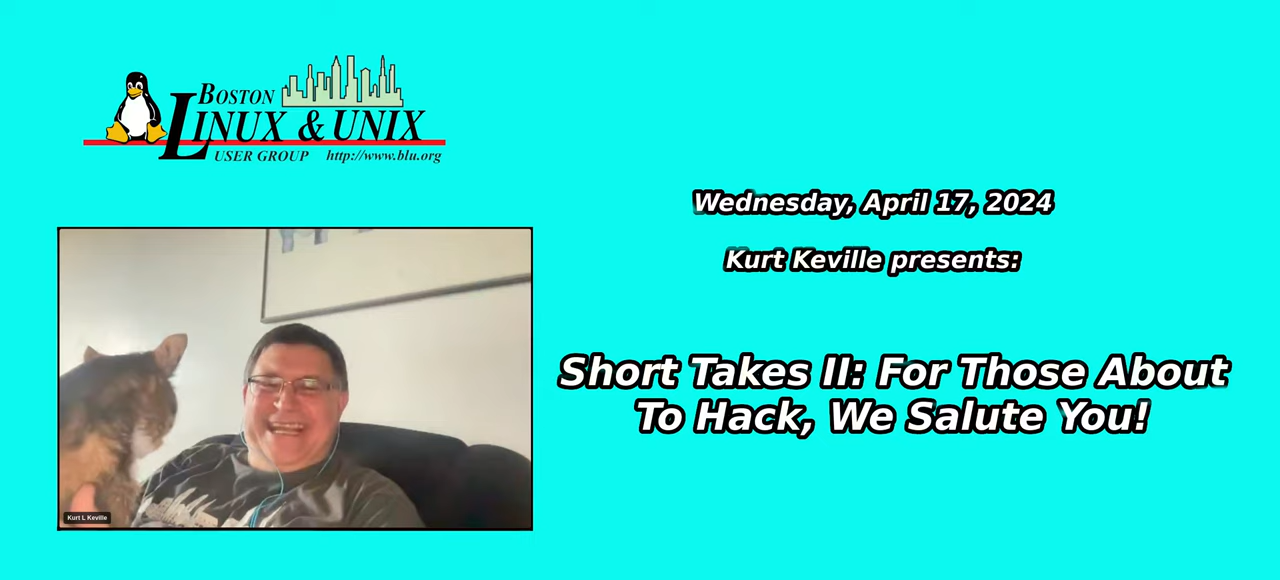 BOSTON
LINUX & UNIX
USER GROUP http://www.blu.org
Wednesday, April 17, 2024
Kurt Keville presents:
Short Takes II: For Those About
To Hack, We Salute You!
Kurt L Keville